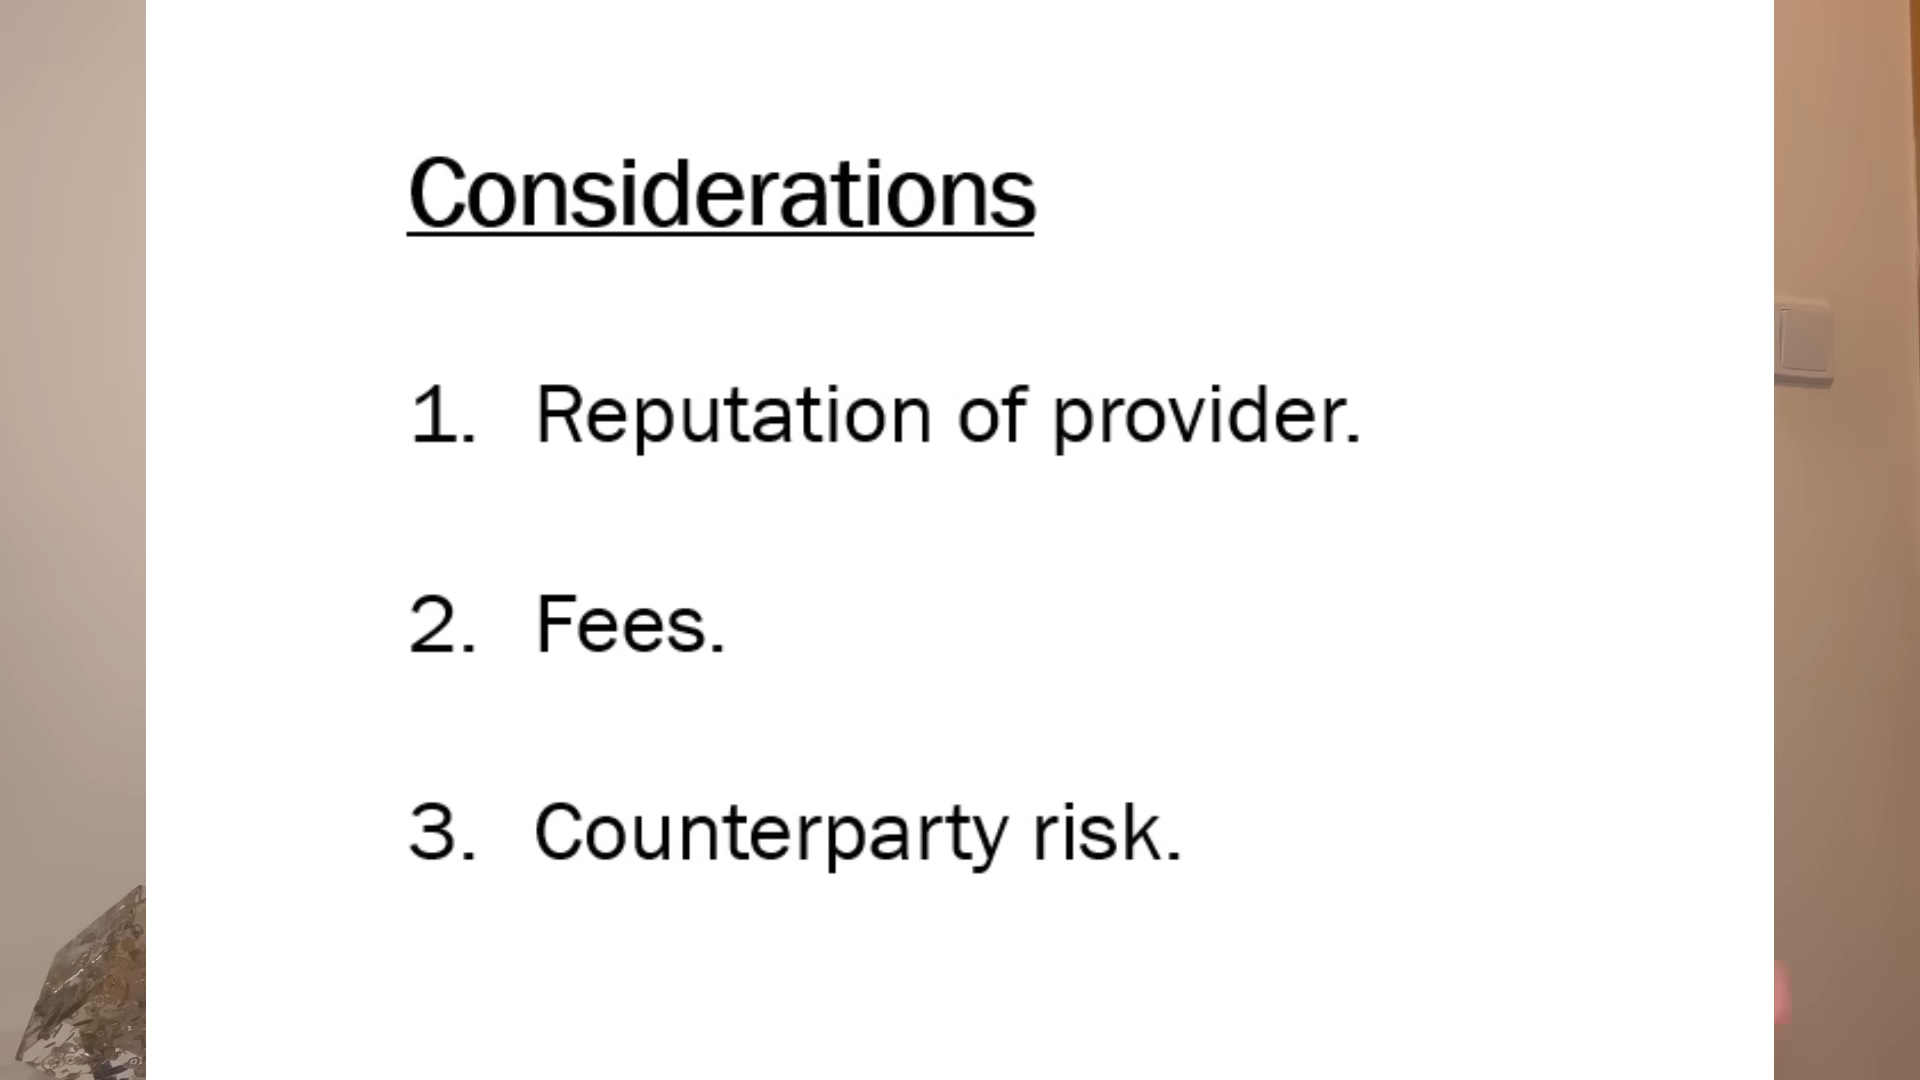 Considerations
1. Reputation of provider.
2. Fees.
3. Counterparty risk.